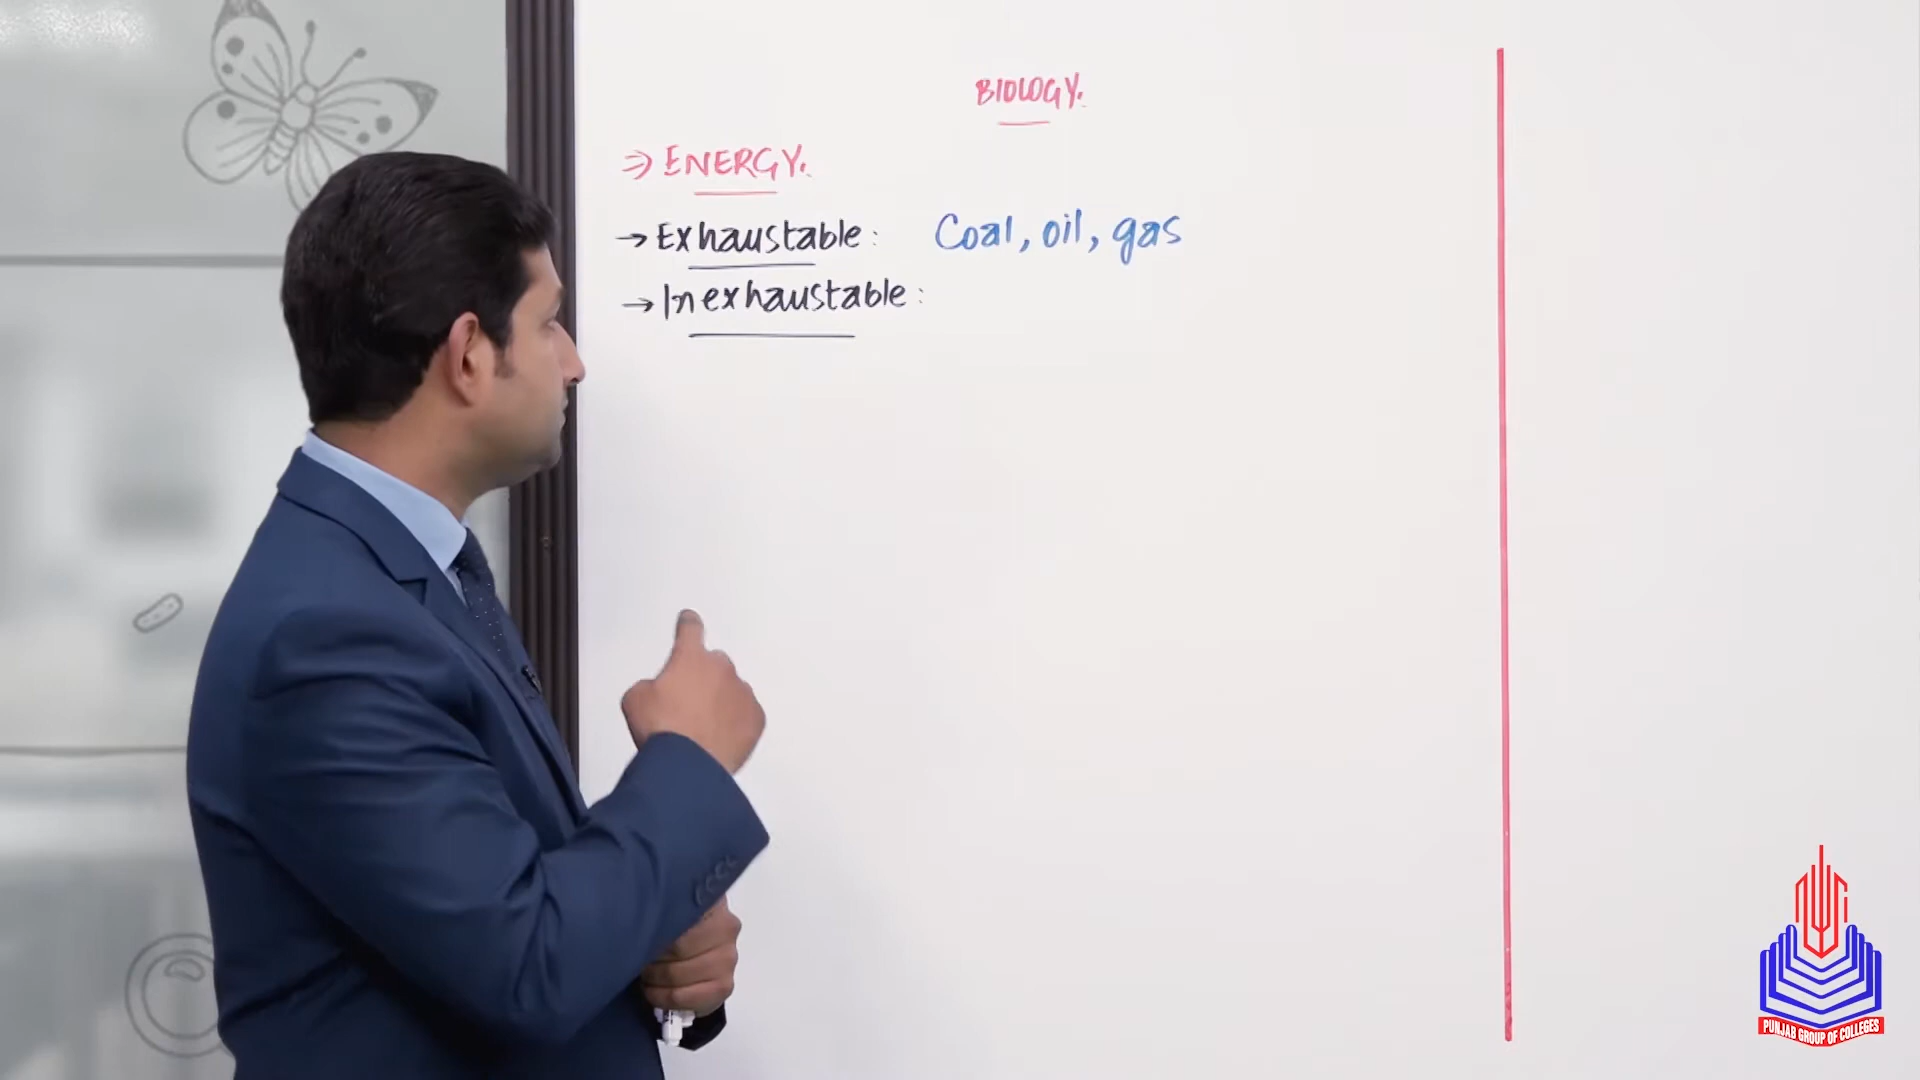 BIOLOGY.
⇒ ENERGY.
→ Exhaustable: Coal, oil, gas
→ Inexhaustable:
PUNJAB GROUP OF COLLEGES